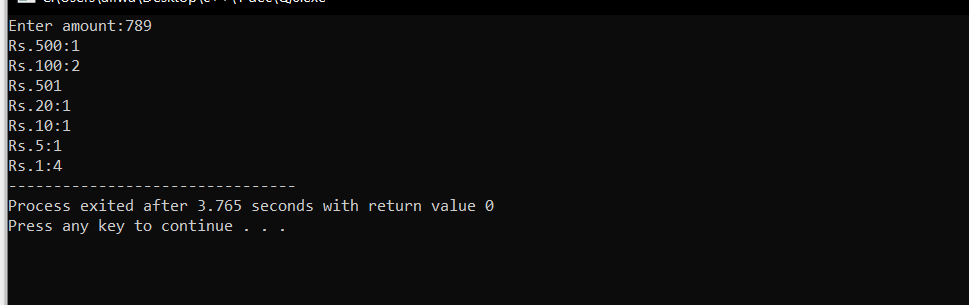 Enter amount:789
Rs.500:1
Rs.100:2
Rs.501
Rs.20:1
Rs.10:1
Rs.5:1
Rs.1:4
--------------------------------
Process exited after 3.765 seconds with return value 0
Press any key to continue . . .